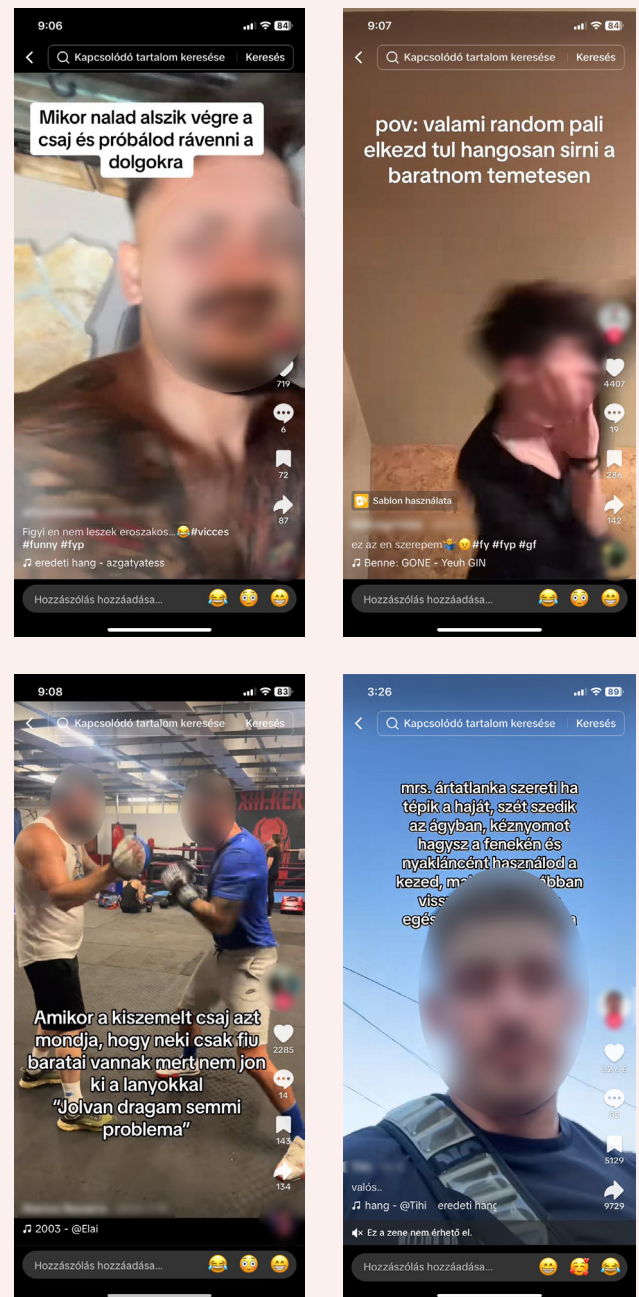 9:06
84
Kapcsolódó tartalom keresése
Keresés
Mikor nalad alszik végre a
csaj és próbálod rávenni a
dolgokra
719
6
72
87
Figyi en nem leszek eroszakos...😂#vicces
#funny #fyp
eredeti hang - azgatyatess
Hozzászólás hozzáadása...
9:07
84
Kapcsolódó tartalom keresése
Keresés
pov: valami random pali
elkezd tul hangosan sirni a
baratnom temetesen
4407
19
286
142
Sablon használata
#fy #fyp #gf
ez az en szerepem
Benne: GONE - Yeuh GIN
Hozzászólás hozzáadása...
9:08
83
Kapcsolódó tartalom keresése
Keresés
XIII.KER
Amikor a kiszemelt csaj azt
mondja, hogy neki csak fiu
baratai vannak mert nem jon
ki a lanyokkal
“Jolvan dragam semmi
problema”
2285
14
143
134
2003 - @Elai
Hozzászólás hozzáadása...
3:26
89
Kapcsolódó tartalom keresése
Keresés
mrs. ártatlanka szereti ha
tépik a haját, szét szedik
az ágyban, kéznyomot
hagysz a fenekén és
nyakláncént használod a
kezed,
5129
9729
valós..
hang - @Tihi eredeti hang
Ez a zene nem érhető el.
Hozzászólás hozzáadása...